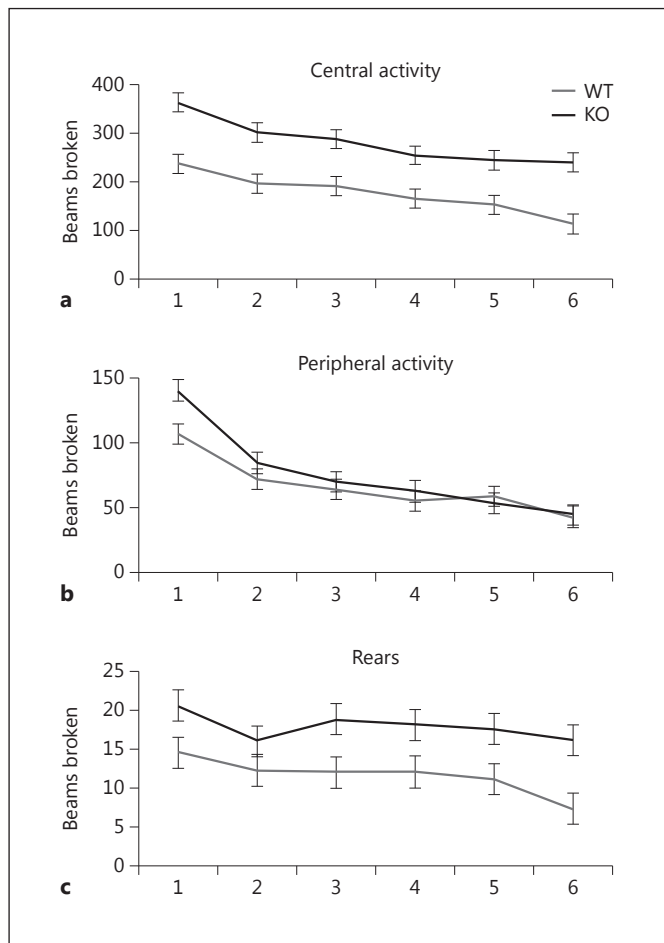 Central activity
400
WT
KO
300
200
100
0
Beams broken
a
1 2 3 4 5 6
Peripheral activity
150
100
50
0
Beams broken
b
1 2 3 4 5 6
Rears
25
20
15
10
5
0
Beams broken
c
1 2 3 4 5 6